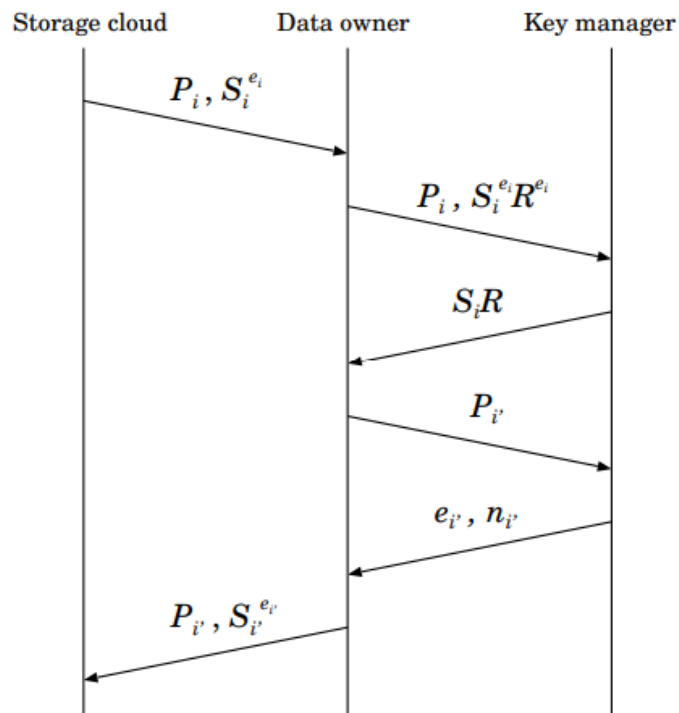 Storage cloud Data owner Key manager
P_i, S_i^{e_i}
P_i, S_i^{e_i}R^{e_i}
S_iR
P_{i'}
e_{i'}, n_{i'}
P_{i'}, S_{i'}^{e_{i'}}